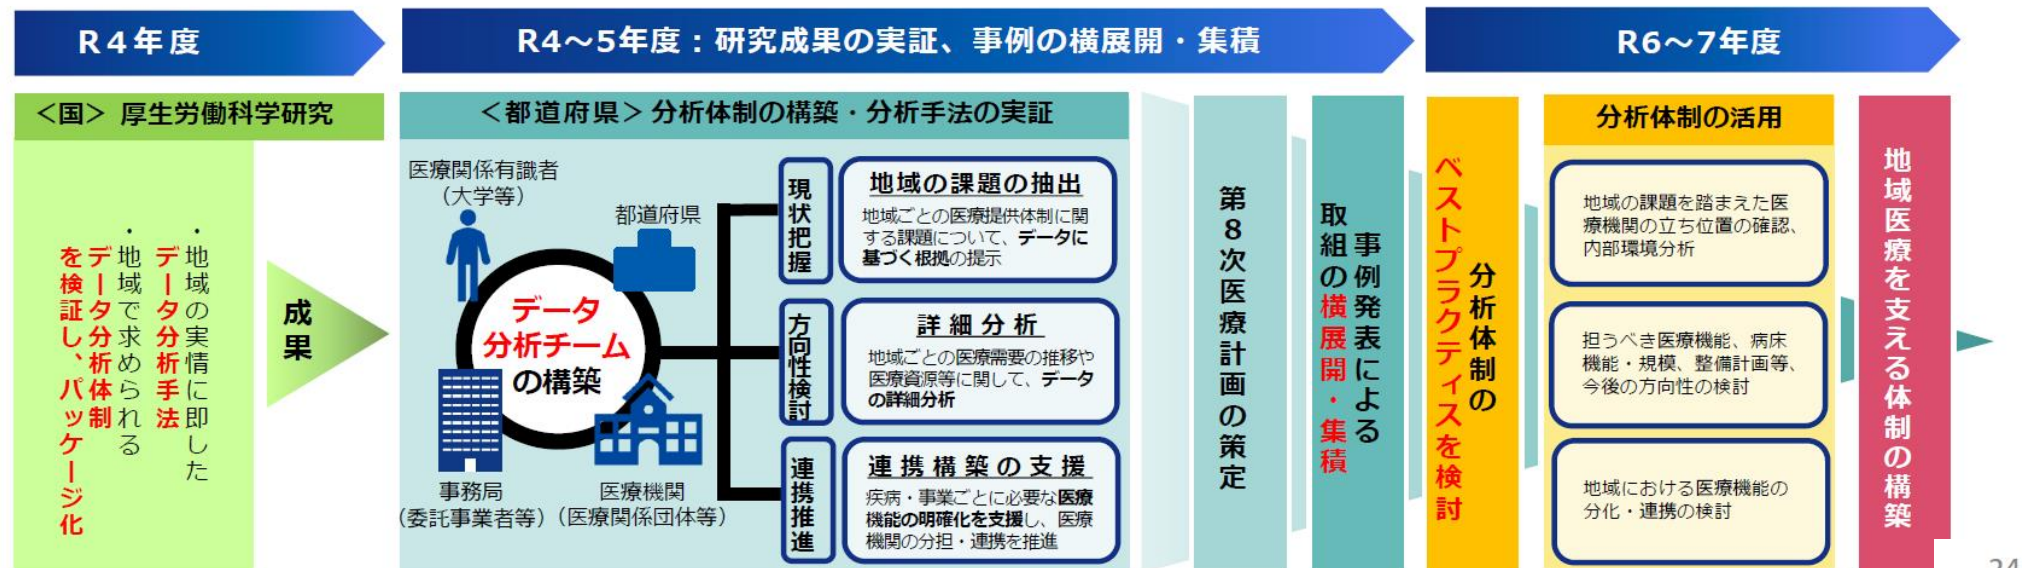 R4年度
R4～5年度：研究成果の実証、事例の横展開・集積
R6～7年度
＜国＞ 厚生労働科学研究
・地域の実情に即した
データ分析手法
・地域で求められる
データ分析体制
を検証し、パッケージ化
成果
＜都道府県＞分析体制の構築・分析手法の実証
医療関係有識者
（大学等）
都道府県
データ
分析チーム
の構築
事務局
（委託事業者等）
医療機関
（医療関係団体等）
現状把握
地域の課題の抽出
地域ごとの医療提供体制に関
する課題について、データに
基づく根拠の提示
方向性検討
詳細分析
地域ごとの医療需要の推移や
医療資源等に関して、データ
の詳細分析
連携推進
連携構築の支援
疾病・事業ごとに必要な医療
機能の明確化を支援し、医療
機関の分担・連携を推進
第8次医療計画の策定
事例発表による
取組の横展開・集積
分析体制の
ベストプラクティスを検討
分析体制の活用
地域の課題を踏まえた医
療機関の立ち位置の確認、
内部環境分析
担うべき医療機能、病床
機能・規模、整備計画等、
今後の方向性の検討
地域における医療機能の
分化・連携の検討
地域医療を支える体制の構築